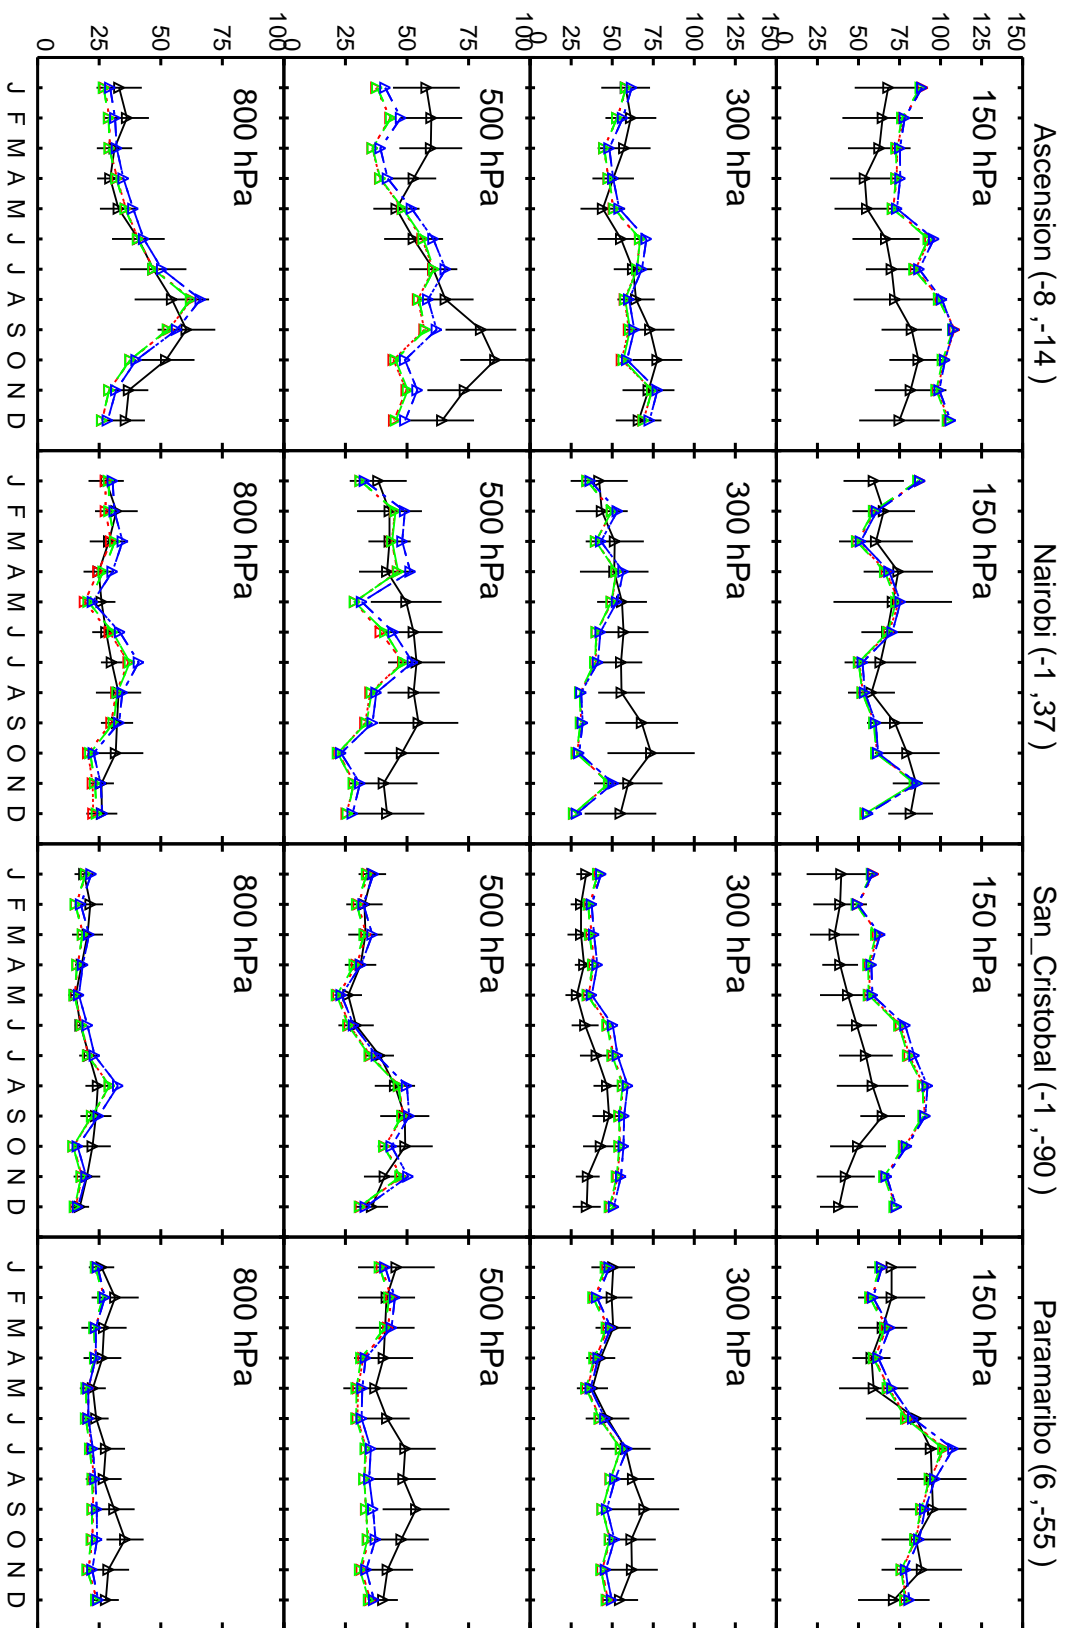 Ascension (-8 ,-14 )
Nairobi (-1 ,37 )
San_Cristobal (-1 ,-90 )
Paramaribo (6 ,-55 )
150
125
100
75
50
25
0
150 hPa
150 hPa
150 hPa
150 hPa
150
125
100
75
50
25
0
300 hPa
300 hPa
300 hPa
300 hPa
100
75
50
25
0
500 hPa
500 hPa
500 hPa
500 hPa
100
75
50
25
0
800 hPa
800 hPa
800 hPa
800 hPa
J F M A M J J A S O N D
J F M A M J J A S O N D
J F M A M J J A S O N D
J F M A M J J A S O N D